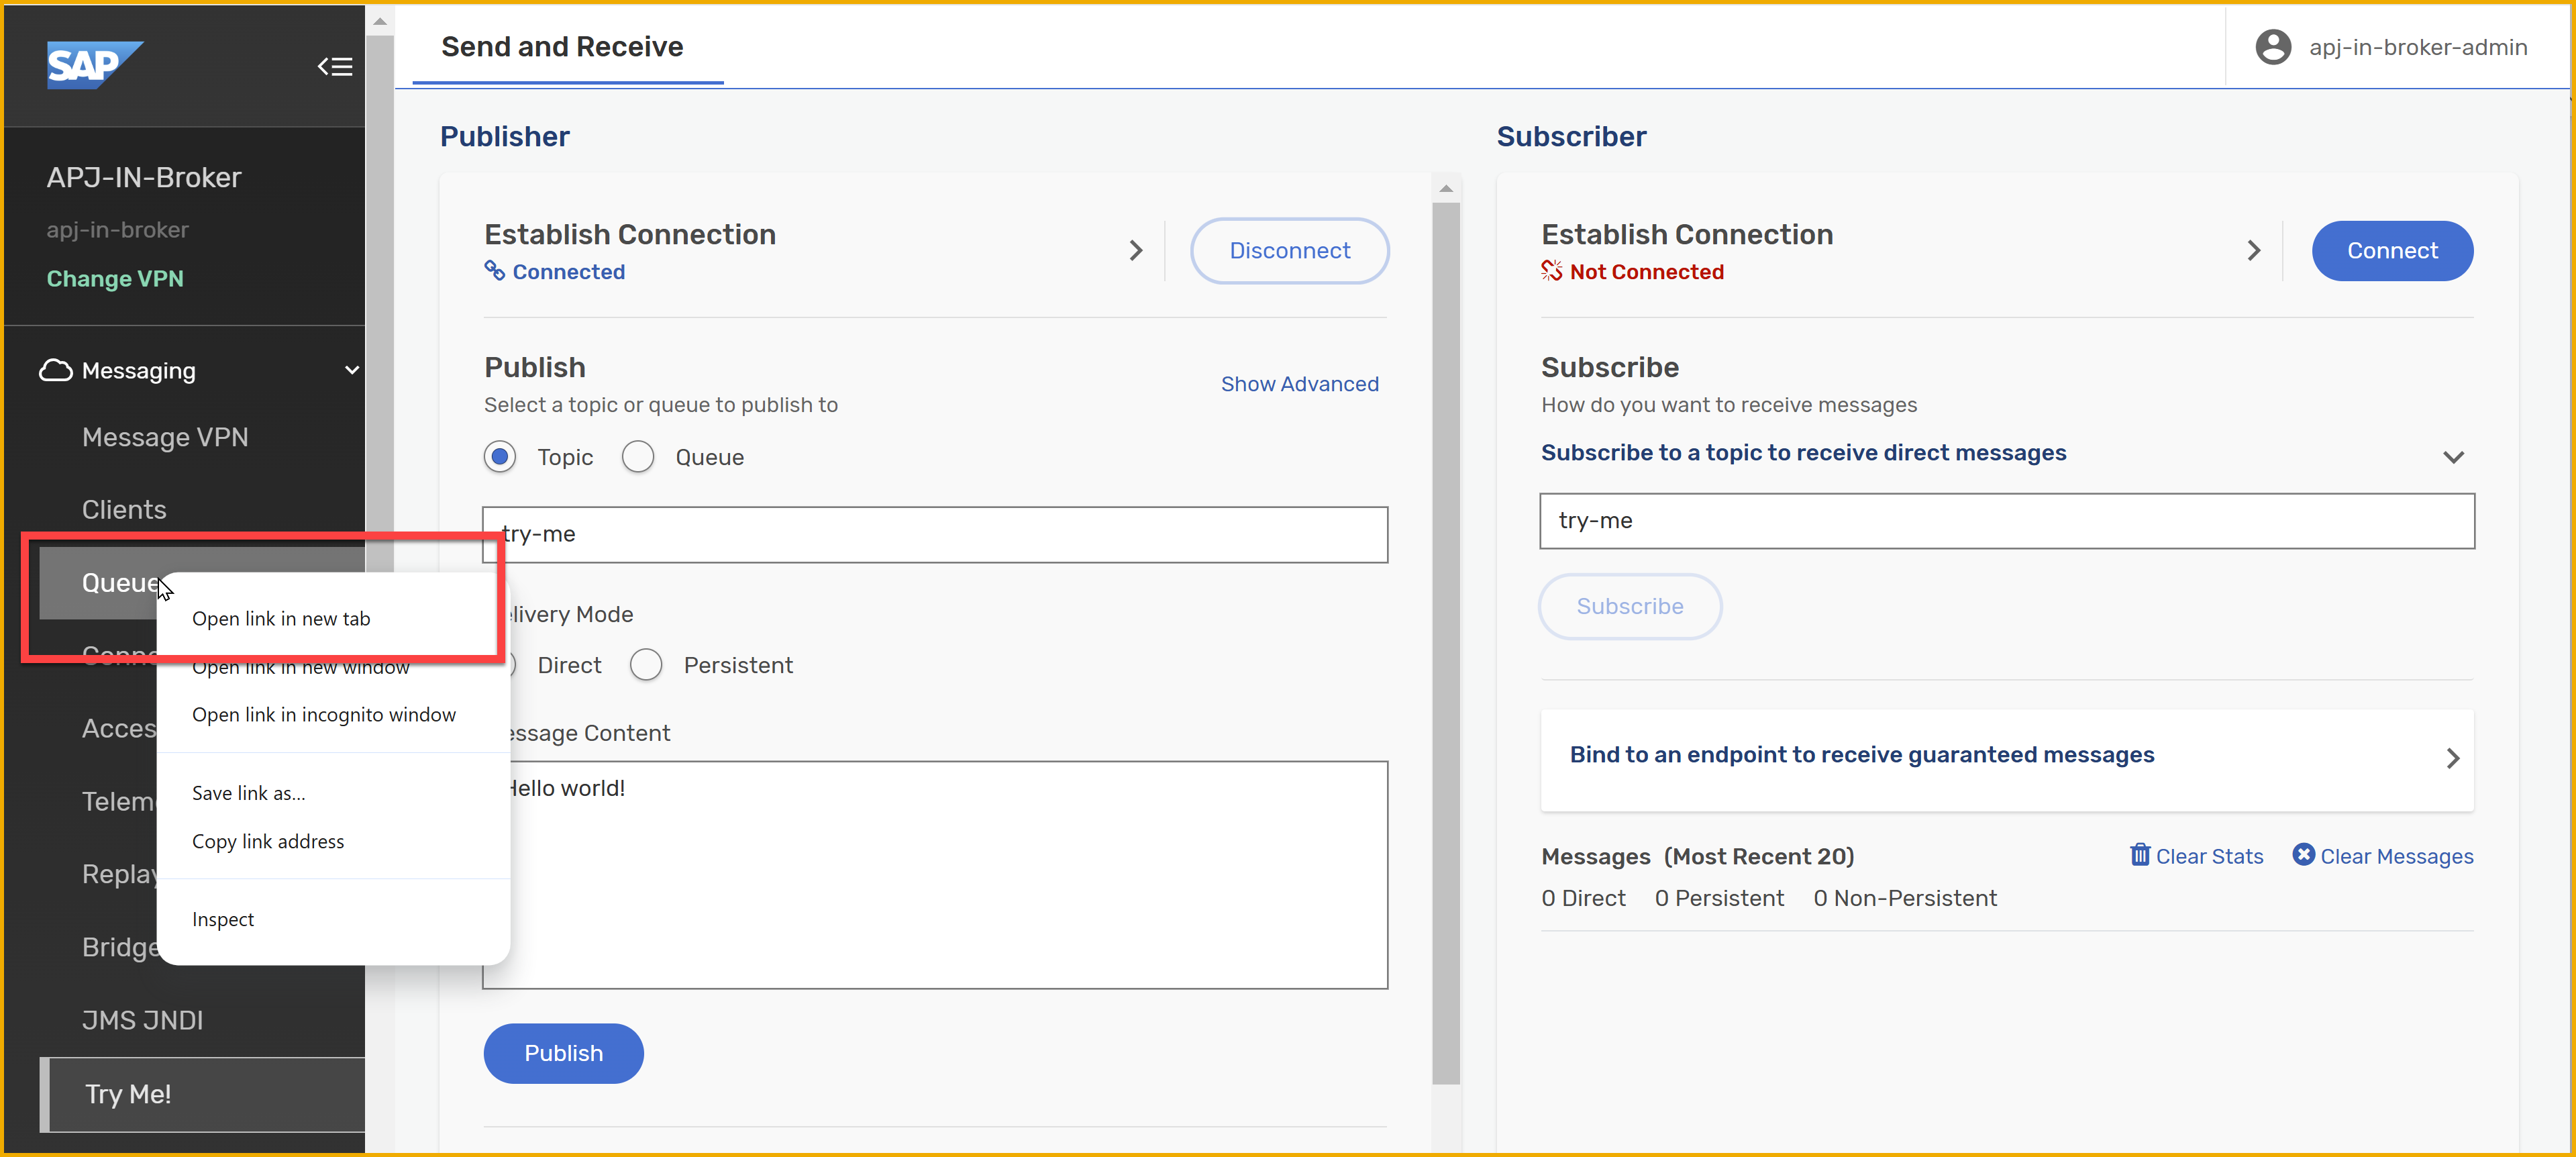 SAP
APJ-IN-Broker
apj-in-broker
Change VPN
Messaging
Message VPN
Clients
Queue
Acces
Telem
Replay
Bridge
JMS JNDI
Try Me!
Open link in new tab
Open link in new window
Open link in incognito window
Save link as...
Copy link address
Inspect
Send and Receive
apj-in-broker-admin
Publisher
Establish Connection
Connected
Disconnect
Publish
Show Advanced
Select a topic or queue to publish to
Topic Queue
try-me
livery Mode
Direct Persistent
essage Content
Hello world!
Publish
Subscriber
Establish Connection
Not Connected
Connect
Subscribe
How do you want to receive messages
Subscribe to a topic to receive direct messages
try-me
Subscribe
Bind to an endpoint to receive guaranteed messages
Messages (Most Recent 20)
Clear Stats Clear Messages
0 Direct 0 Persistent 0 Non-Persistent